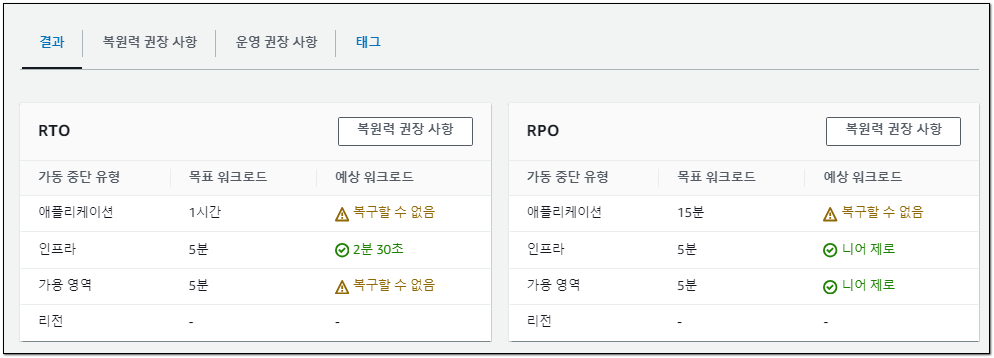 결과 복원력 권장 사항 운영 권장 사항 태그
RTO 복원력 권장 사항
가동 중단 유형 목표 워크로드 예상 워크로드
애플리케이션 1시간 복구할 수 없음
인프라 5분 2분 30초
가용 영역 5분 복구할 수 없음
리전 - -
RPO 복원력 권장 사항
가동 중단 유형 목표 워크로드 예상 워크로드
애플리케이션 15분 복구할 수 없음
인프라 5분 니어 제로
가용 영역 5분 니어 제로
리전 - -